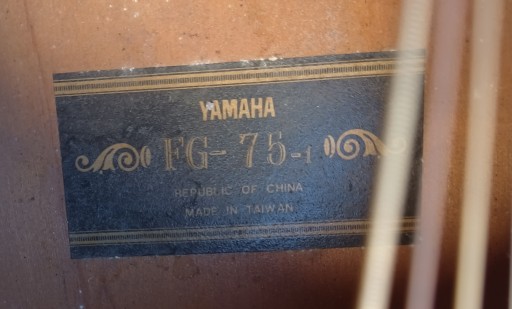 YAMAHA
FG-75-1
REPUBLIC OF CHINA
MADE IN TAIWAN